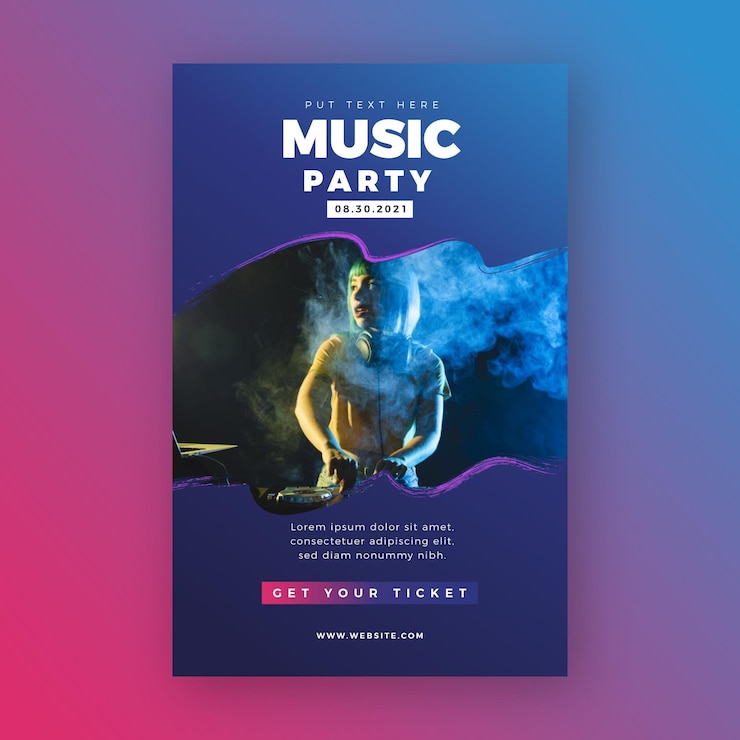 PUT TEXT HERE
MUSIC
PARTY
08.30.2021
Lorem ipsum dolor sit amet,
consectetuer adipiscing elit,
sed diam nonummy nibh.
GET YOUR TICKET
WWW.WEBSITE.COM